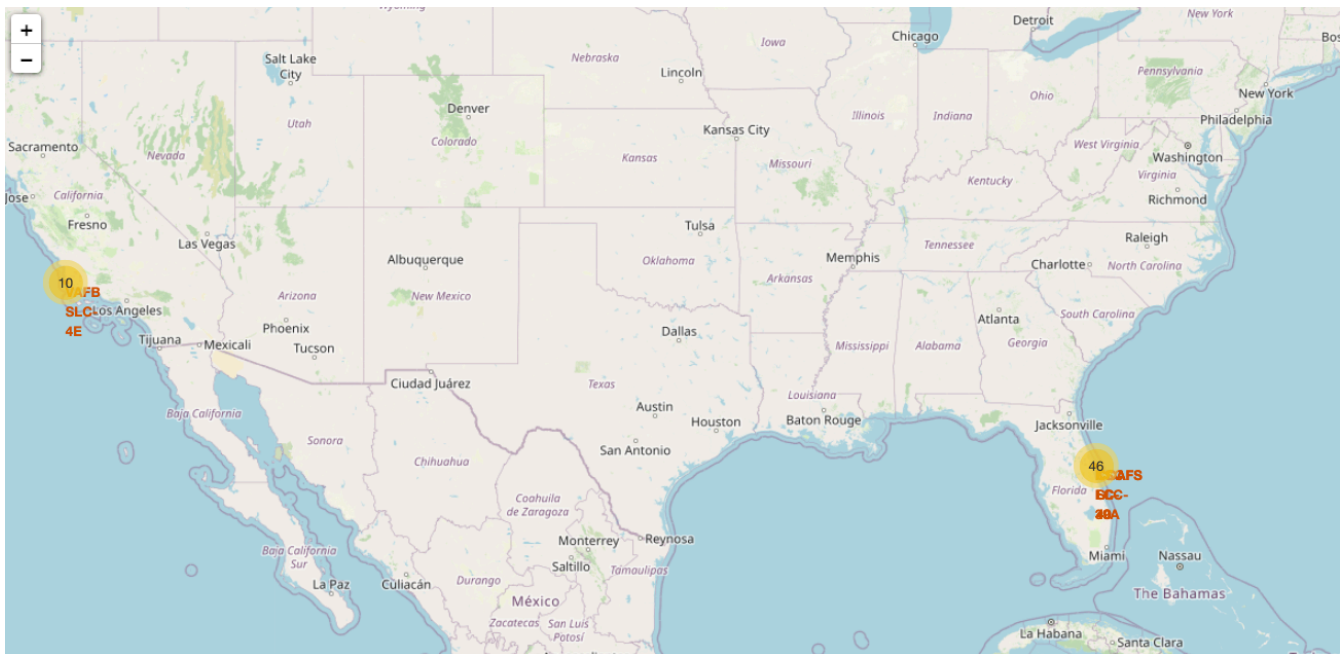 Wyoming
Detroit
New York
Chicago
Salt Lake
City
Nebraska
Iowa
Lincoln
Pennsylvania
New York
Denver
Utah
Illinois
Indiana
Ohio
Philadelphia
Sacramento
Nevada
Colorado
Kansas City
Kansas
Missouri
West Virginia
Washington
Virginia
Jose
California
Kentucky
Richmond
Fresno
Las Vegas
Tulsa
Raleigh
Albuquerque
Oklahoma
Memphis
Tennessee
Charlotte
North Carolina
10
Arizona
New Mexico
Arkansas
SLC-
4E
Los Angeles
Phoenix
South Carolina
Atlanta
Tijuana
Mexicali
Tucson
Dallas
Mississippi
Alabama
Georgia
Ciudad Juárez
Texas
Louisiana
Baja California
Austin
Houston
Baton Rouge
Jacksonville
Sonora
San Antonio
Chihuahua
46
Florida
Coahuila
de Zaragoza
Baja California
Sur
Monterrey
Reynosa
Miami
Nassau
Saltillo
Tamaulipas
La Paz
Culiacán
Durango
The Bahamas
México
Zacatecas
San Luis
Potosí
La Habana
Santa Clara